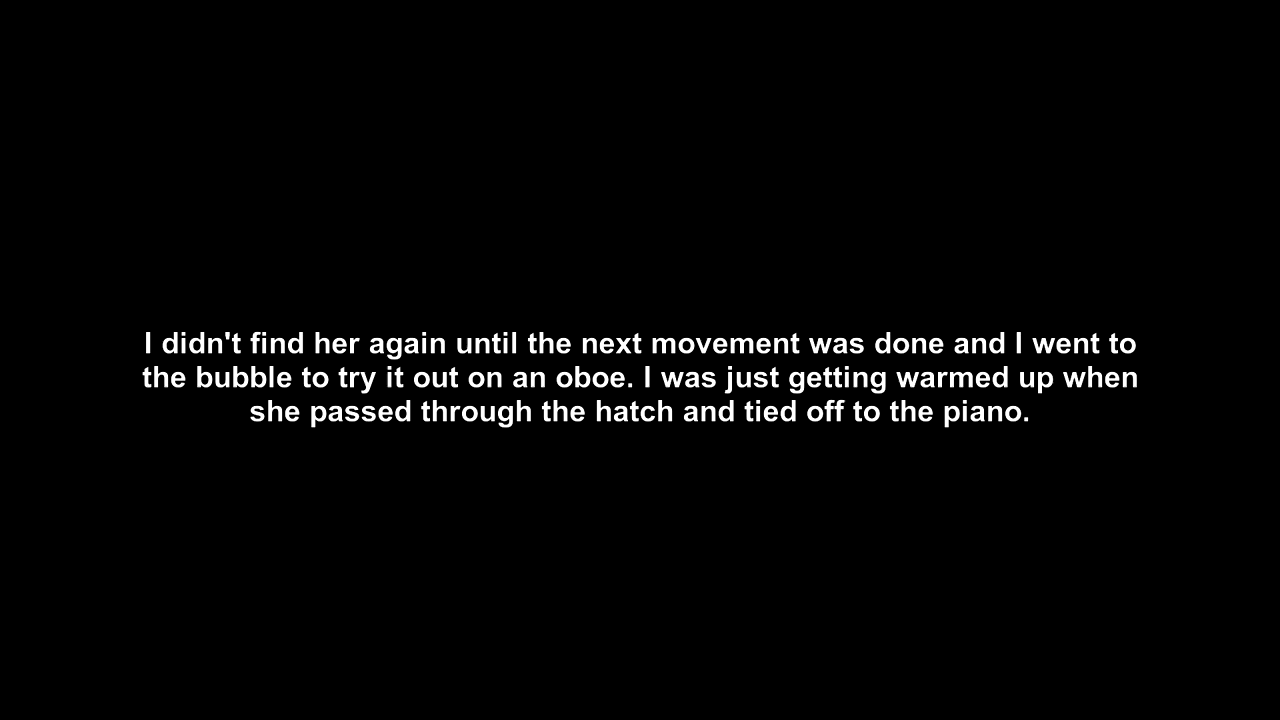 I didn't find her again until the next movement was done and I went to
the bubble to try it out on an oboe. I was just getting warmed up when
she passed through the hatch and tied off to the piano.